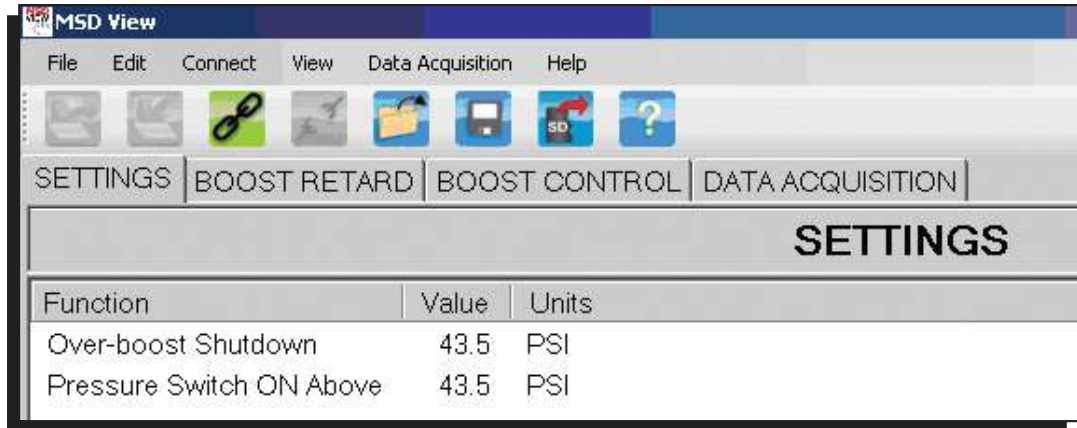 MSD View
File Edit Connect View Data Acquisition Help
SD ?
SETTINGS BOOST RETARD BOOST CONTROL DATA ACQUISITION
SETTINGS
Function Value Units
Over-boost Shutdown 43.5 PSI
Pressure Switch ON Above 43.5 PSI